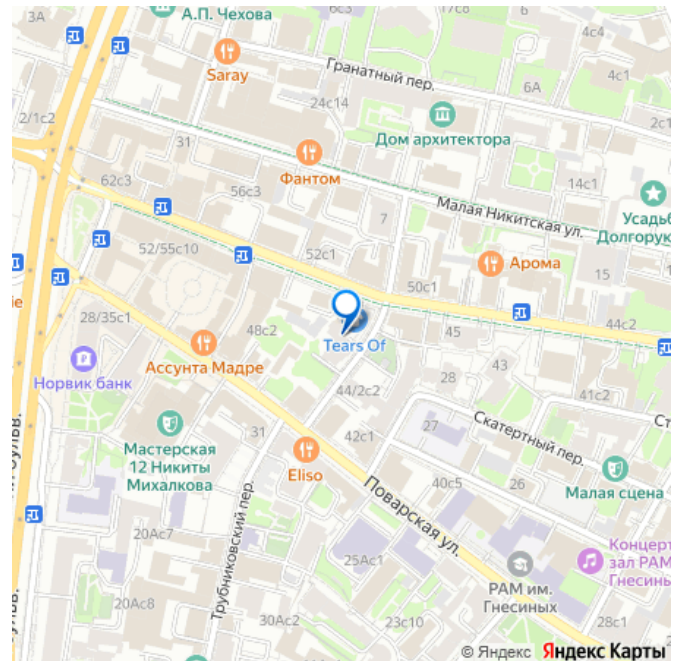 А.П. Чехова
6с3
17с8
6с4
4с4
Saray
Гранатный пер.
6А
4с1
2/1с2
24с14
2с1
Дом архитектора
31
Фантом
62с3
56с3
14с1
Малая Никитская ул.
7
Усадьб
Долгорук
52/55с10
52с1
Арома
15
50с1
ie
28/35с1
44с2
48с2
Tears Of
45
43
Ассунта Мадре
28
Норвик банк
44/2с2
41с2
Ст
Скатертный пер.
27
31
42с1
Мастерская
12 Никиты
Михалкова
Eliso
40с5
26
Малая сцена
Поварская ул.
Трубниковский пер.
20Ас7
Концерт
зал РАМ
Гнесинь
25Ас1
РАМ им.
Гнесиных
20Ас8
30Ас2
23с10
28с1
© Яндекс Яндекс Карты